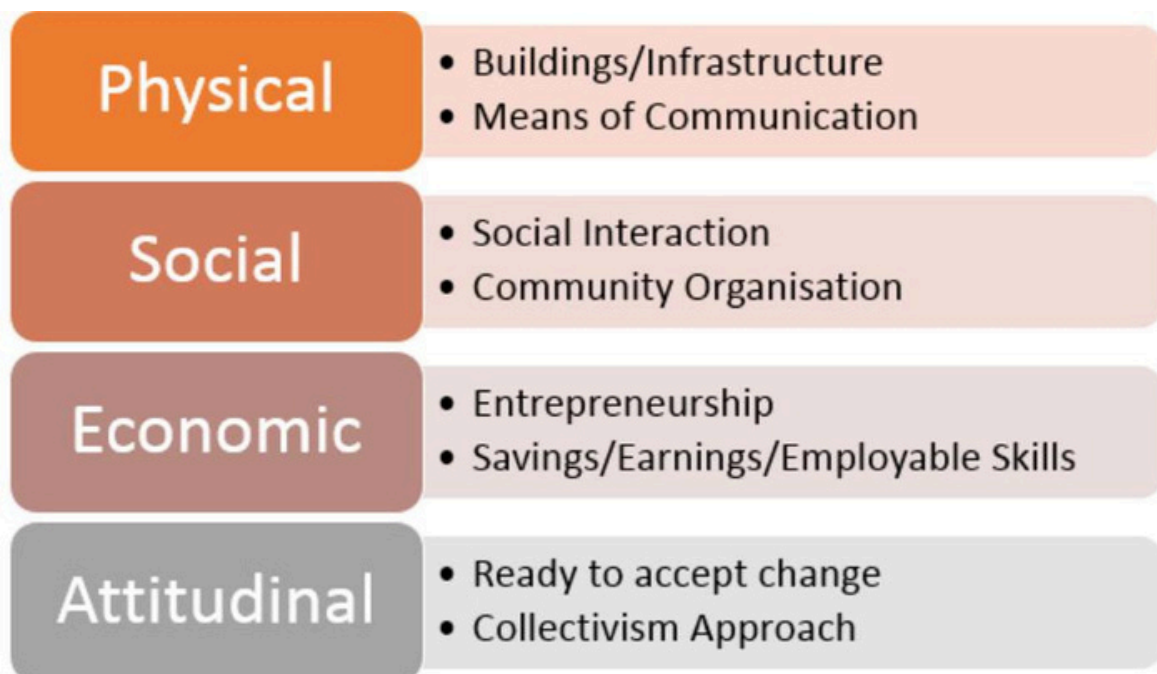 Physical
• Buildings/Infrastructure
• Means of Communication
Social
• Social Interaction
• Community Organisation
Economic
• Entrepreneurship
• Savings/Earnings/Employable Skills
Attitudinal
• Ready to accept change
• Collectivism Approach